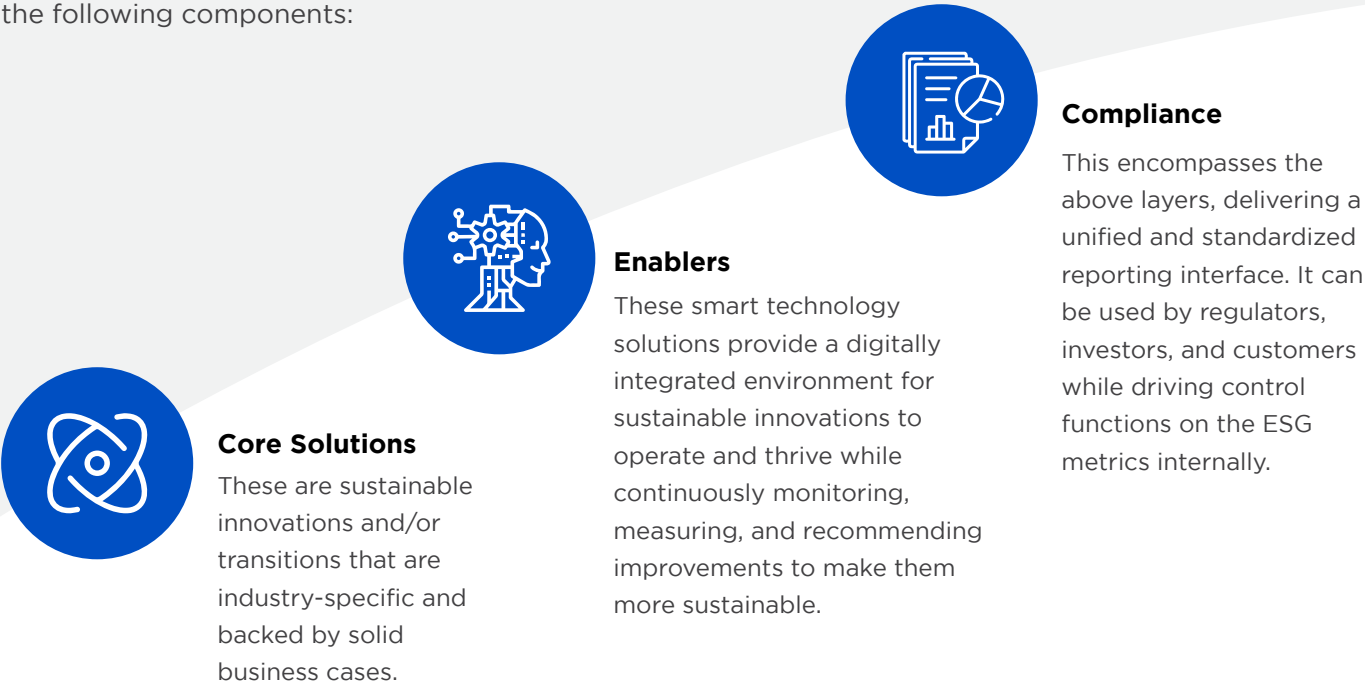 the following components:
Core Solutions
These are sustainable
innovations and/or
transitions that are
industry-specific and
backed by solid
business cases.
Enablers
These smart technology
solutions provide a digitally
integrated environment for
sustainable innovations to
operate and thrive while
continuously monitoring,
measuring, and recommending
improvements to make them
more sustainable.
Compliance
This encompasses the
above layers, delivering a
unified and standardized
reporting interface. It can
be used by regulators,
investors, and customers
while driving control
functions on the ESG
metrics internally.